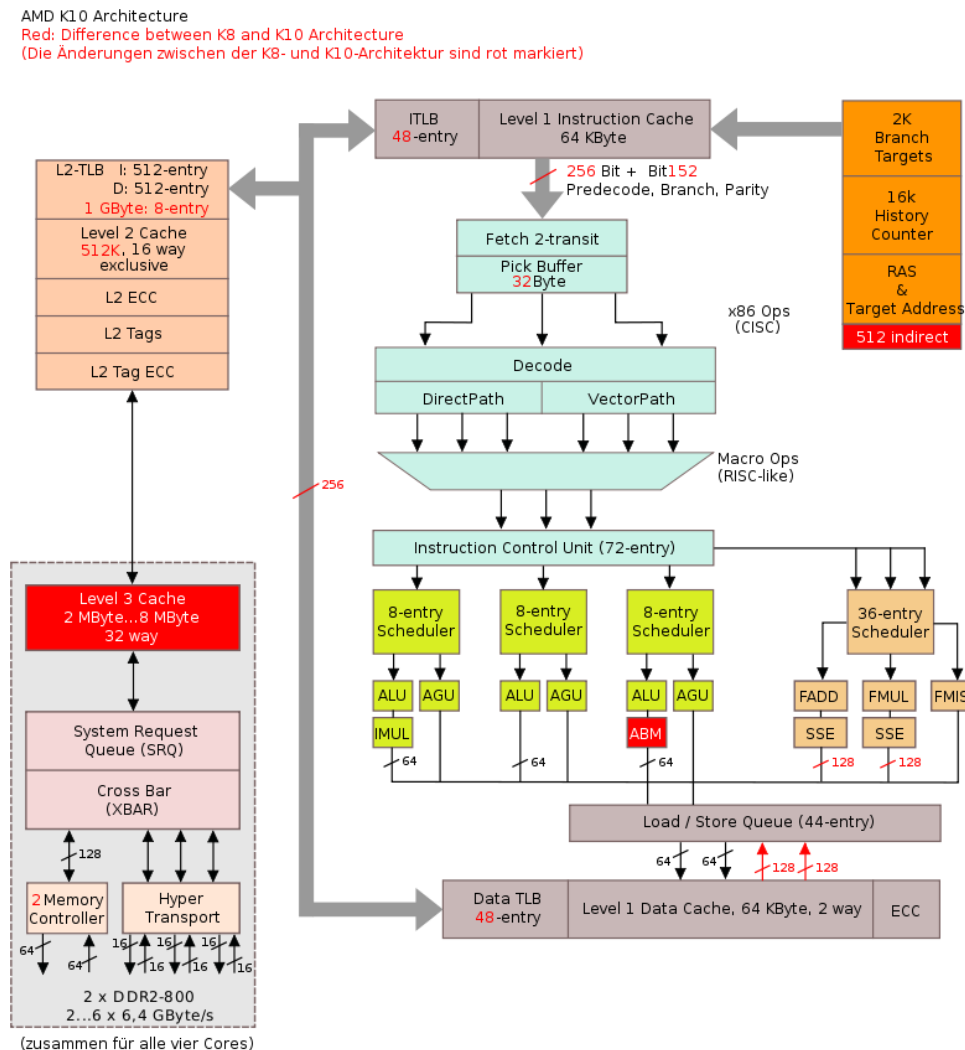 AMD K10 Architecture
Red: Difference between K8 and K10 Architecture
(Die Änderungen zwischen der K8- und K10-Architektur sind rot markiert)
ITLB
48-entry
Level 1 Instruction Cache
64 KByte
2K
Branch
Targets
16k
History
Counter
RAS
&
Target Address
512 indirect
L2-TLB I: 512-entry
D: 512-entry
1 GByte: 8-entry
Level 2 Cache
512K, 16 way
exclusive
L2 ECC
L2 Tags
L2 Tag ECC
256 Bit + Bit152
Predecode, Branch, Parity
Fetch 2-transit
Pick Buffer
32Byte
x86 Ops
(CISC)
Decode
DirectPath
VectorPath
Macro Ops
(RISC-like)
256
Instruction Control Unit (72-entry)
8-entry
Scheduler
8-entry
Scheduler
8-entry
Scheduler
36-entry
Scheduler
ALU
AGU
ALU
AGU
ALU
AGU
FADD
FMUL
FMIS
IMUL
ABM
SSE
SSE
64
64
64
128
128
Level 3 Cache
2 MByte...8 MByte
32 way
System Request
Queue (SRQ)
Cross Bar
(XBAR)
128
2 Memory
Controller
Hyper
Transport
64
64
16
16
16
16
16
16
2 x DDR2-800
2...6 x 6,4 GByte/s
(zusammen für alle vier Cores)
Load / Store Queue (44-entry)
64
64
128
128
Data TLB
48-entry
Level 1 Data Cache, 64 KByte, 2 way
ECC